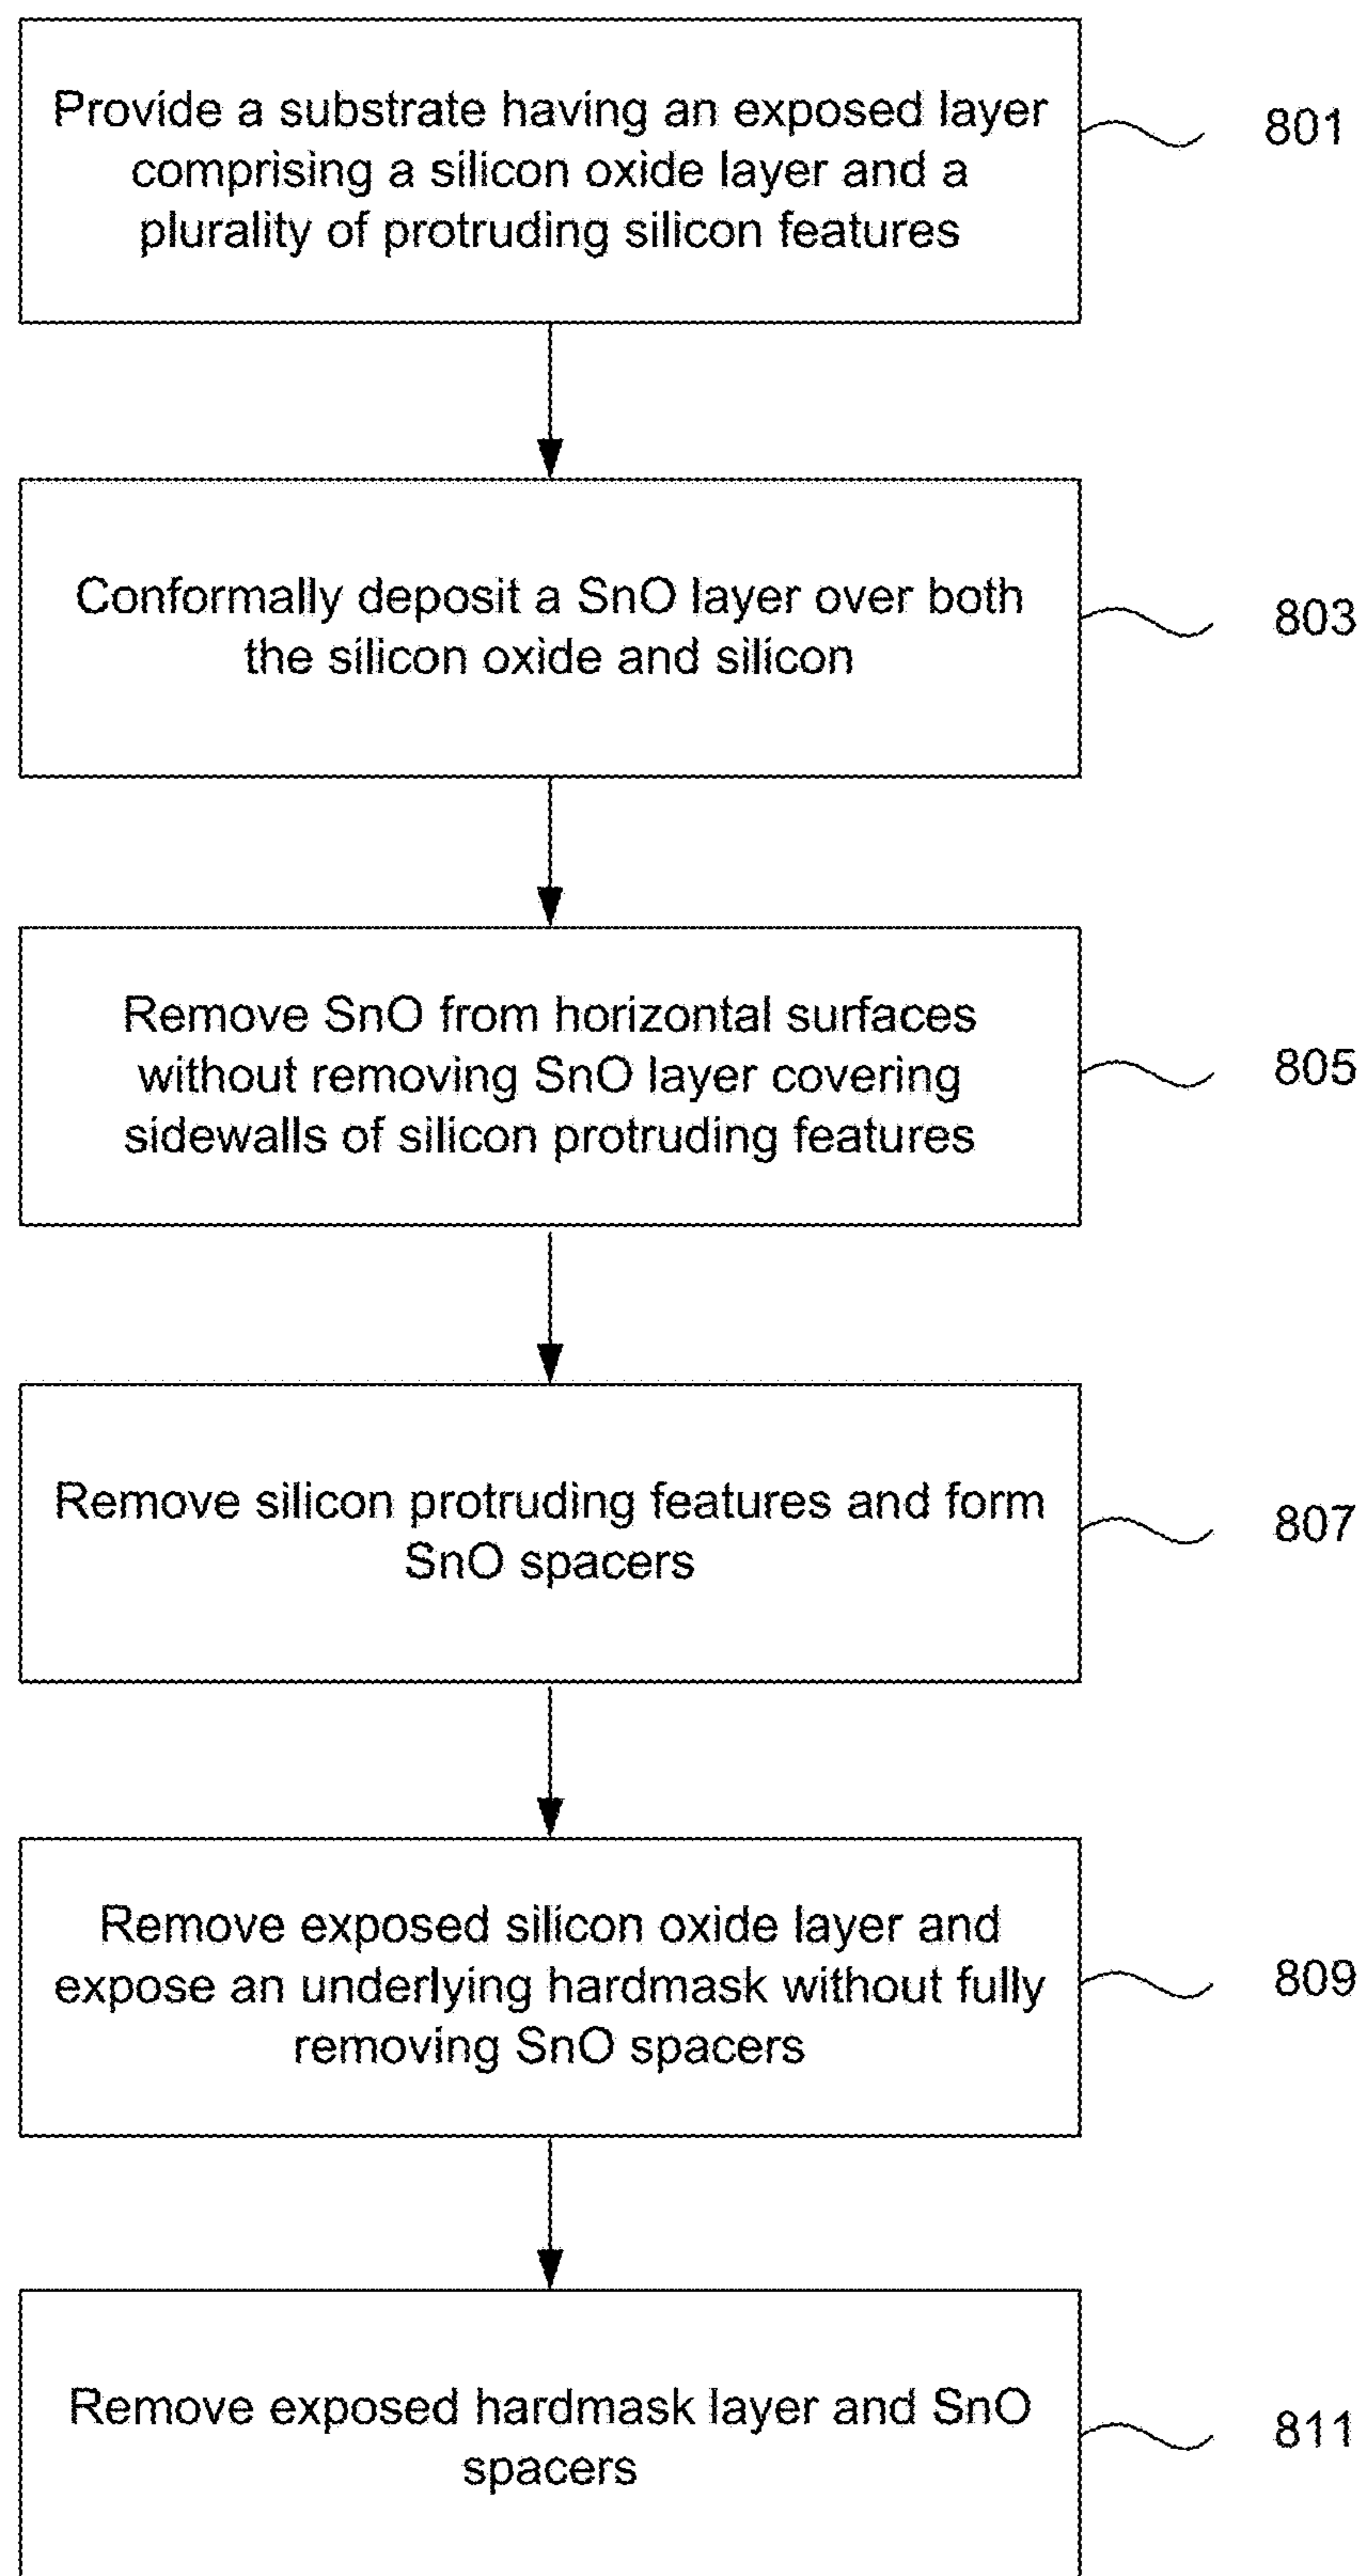 Provide a substrate having an exposed layer
comprising a silicon oxide layer and a
plurality of protruding silicon features
801
Conformally deposit a SnO layer over both
the silicon oxide and silicon
803
Remove SnO from horizontal surfaces
without removing SnO layer covering
sidewalls of silicon protruding features
805
Remove silicon protruding features and form
SnO spacers
807
Remove exposed silicon oxide layer and
expose an underlying hardmask without fully
removing SnO spacers
809
Remove exposed hardmask layer and SnO
spacers
811